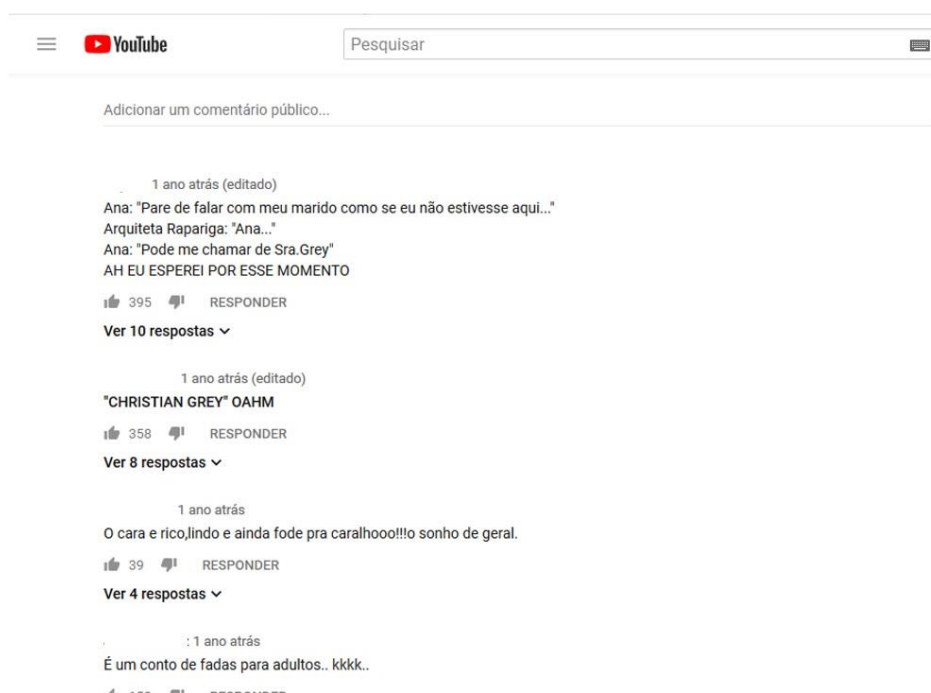 YouTube
Pesquisar
Adicionar um comentário público...
1 ano atrás (editado)
Ana: "Pare de falar com meu marido como se eu não estivesse aqui..."
Arquiteta Rapariga: "Ana..."
Ana: "Pode me chamar de Sra.Grey"
AH EU ESPEREI POR ESSE MOMENTO
395 RESPONDER
Ver 10 respostas
1 ano atrás (editado)
"CHRISTIAN GREY" OAHM
358 RESPONDER
Ver 8 respostas
1 ano atrás
O cara e rico,lindo e ainda fode pra caralhooo!!!o sonho de geral.
39 RESPONDER
Ver 4 respostas
: 1 ano atrás
É um conto de fadas para adultos.. kkkk..